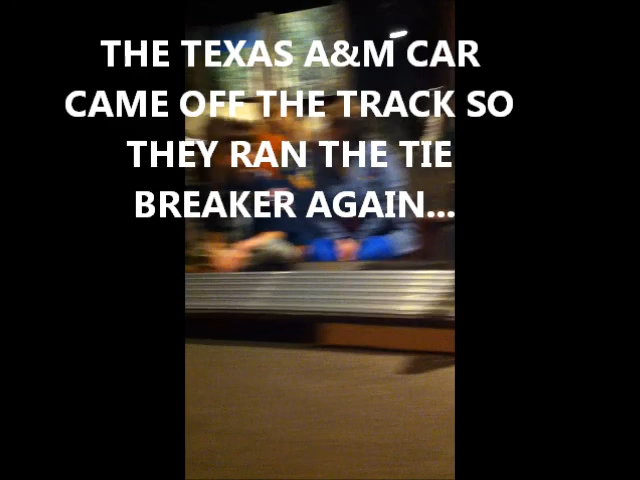 THE TEXAS A&M CAR
CAME OFF THE TRACK SO
THEY RAN THE TIE
BREAKER AGAIN...